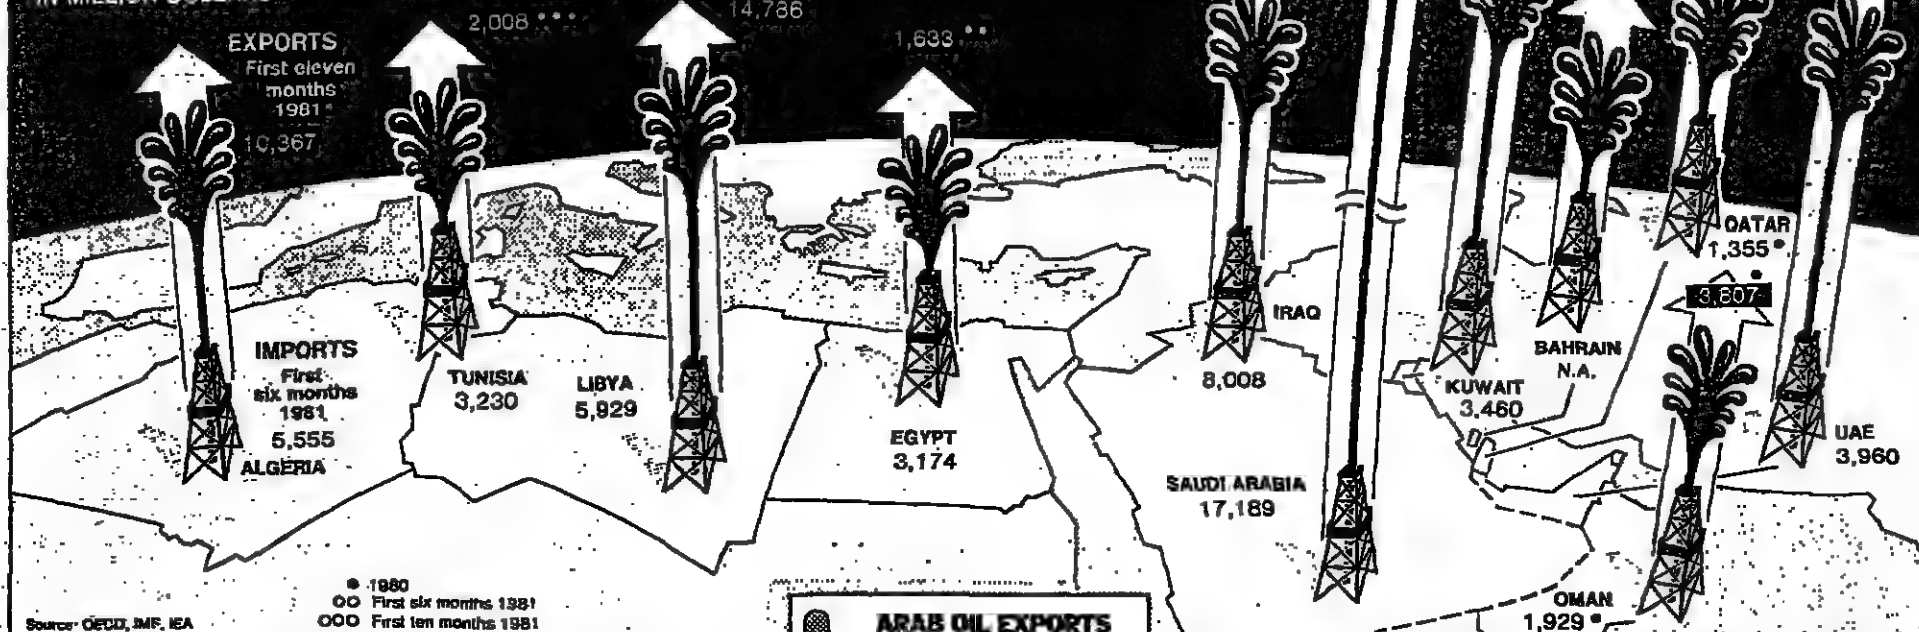 EXPORTS
First eleven
months
1981
10,367
2,008 ***
14,786
1,633 **
IMPORTS
First
six months
1981
5,555
ALGERIA
TUNISIA
3,230
LIBYA
5,929
EGYPT
3,174
8,008
IRAQ
SAUDI ARABIA
17,189
KUWAIT
3,460
BAHRAIN
N.A.
QATAR
1,355 •
3,807
UAE
3,960
OMAN
1,929 •
• 1980
OO First six months 1981
OOO First ten months 1981
Source: OECD, IMF, IEA
ARAB OIL EXPORTS